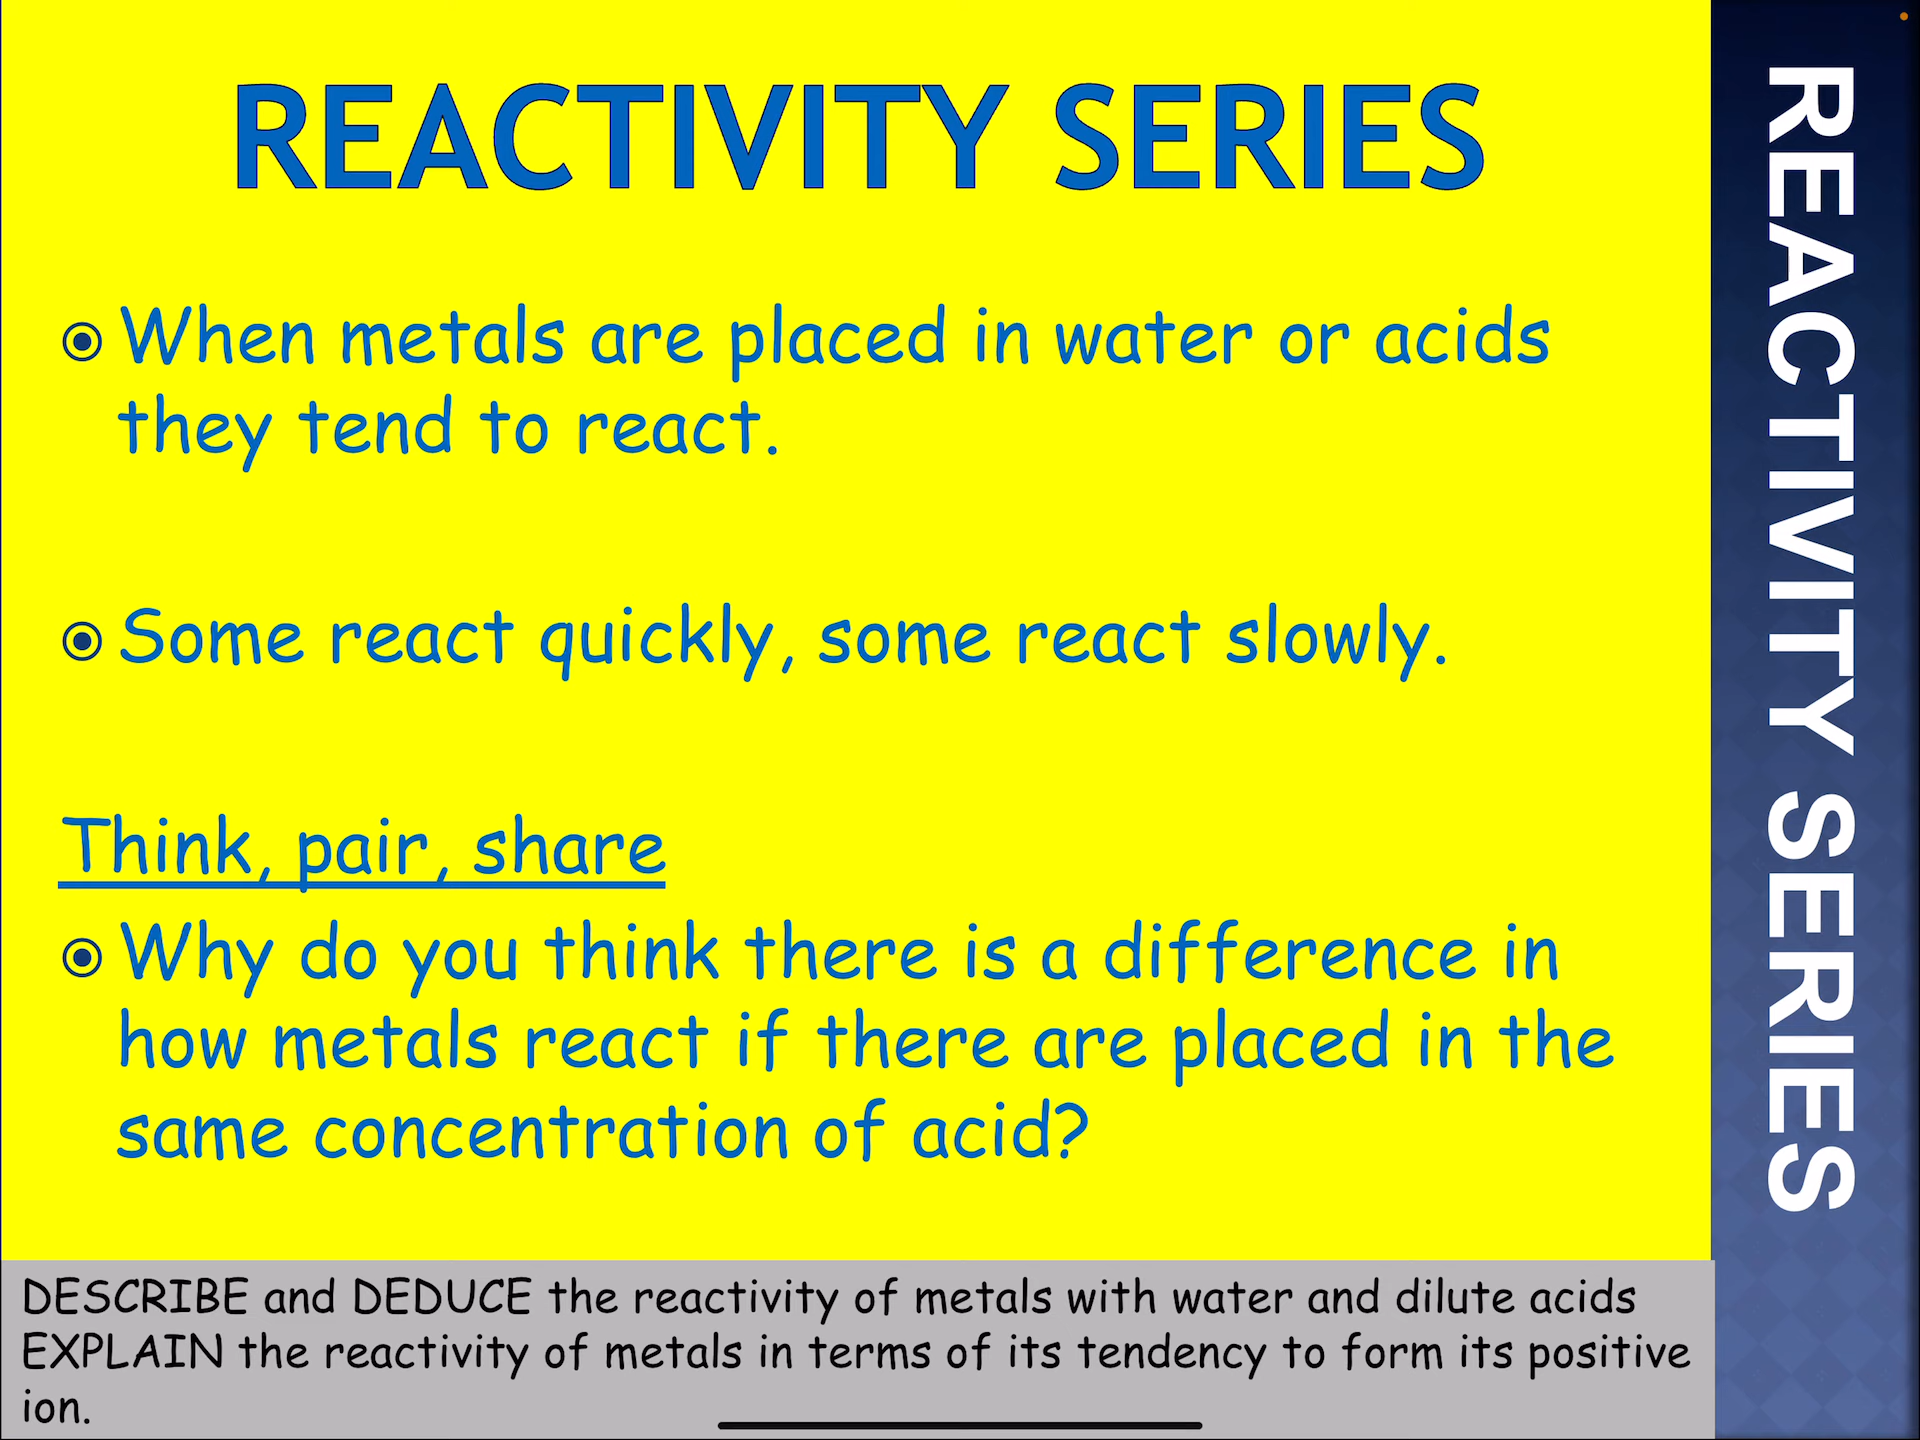 REACTIVITY SERIES
When metals are placed in water or acids
they tend to react.
Some react quickly, some react slowly.
Think, pair, share
Why do you think there is a difference in
how metals react if there are placed in the
same concentration of acid?
DESCRIBE and DEDUCE the reactivity of metals with water and dilute acids
EXPLAIN the reactivity of metals in terms of its tendency to form its positive
ion.
REACTIVITY SERIES